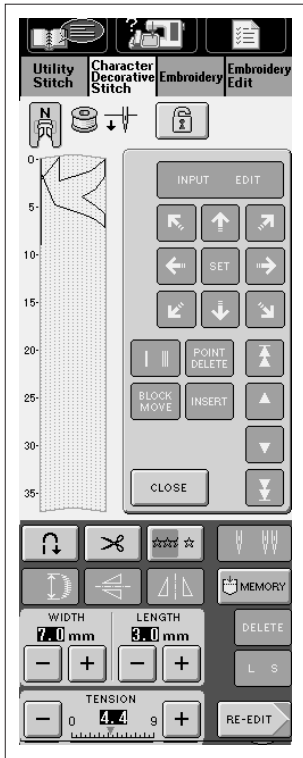 ?
Utility Stitch
Character Decorative Stitch
Embroidery
Embroidery Edit
N
0-
5-
10-
15-
20-
25-
30-
35-
INPUT EDIT
SET
POINT DELETE
BLOCK MOVE
INSERT
CLOSE
MEMORY
WIDTH
7.0 mm
LENGTH
3.0 mm
DELETE
L S
TENSION
0 4.4 9
RE-EDIT